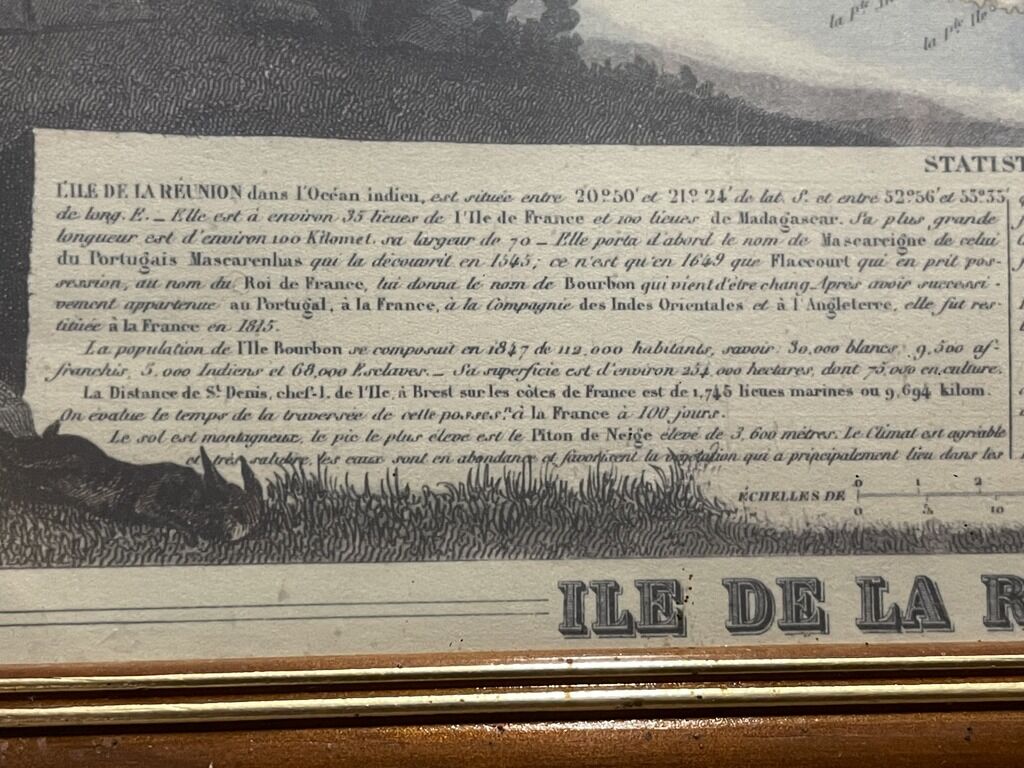 la pte
la pte Ile
STATIST
L'ILE DE LA RÉUNION dans l'Océan indien, est située entre 20º 50' et 21º 24' de lat. S. et entre 52º 56' et 53º 35'
de long. E. _ Elle est à environ 35 lieues de l'Ile de France et 100 lieues de Madagascar. Sa plus grande
longueur est d'environ 100 Kilomet. sa largeur de 70 _ Elle porta d'abord le nom de Mascareigne de celui
du Portugais Mascarenhas qui la découvrit en 1545; ce n'est qu'en 1649 que Flaccourt qui en prit pos-
session, au nom du Roi de France, lui donna le nom de Bourbon qui vient d'être chang. Après avoir successi-
vement appartenue au Portugal, à la France, à la Compagnie des Indes Orientales et à l'Angleterre, elle fut res-
tituée à la France en 1815.
La population de l'Ile Bourbon se composait en 1847 de 112,000 habitants, savoir: 30,000 blancs, 9,500 af-
franchis, 5,000 Indiens et 68,000 Esclaves. _ Sa superficie est d'environ 254,000 hectares, dont 75,050 en culture.
La Distance de St. Denis, chef-l. de l'Ile, à Brest sur les côtes de France est de 1,745 lieues marines ou 9,694 kilom.
On évalue le temps de la traversée de cette posses.on à la France à 100 jours.
Le sol est montagneux, le pic le plus élevé est le Piton de Neige élevé de 3,600 mètres. Le Climat est agréable
et très salubre, les eaux sont en abondance et favorisent la végétation qui a principalement lieu dans les
ÉCHELLES DE
0 1 2
0 5 10
ILE DE LA R